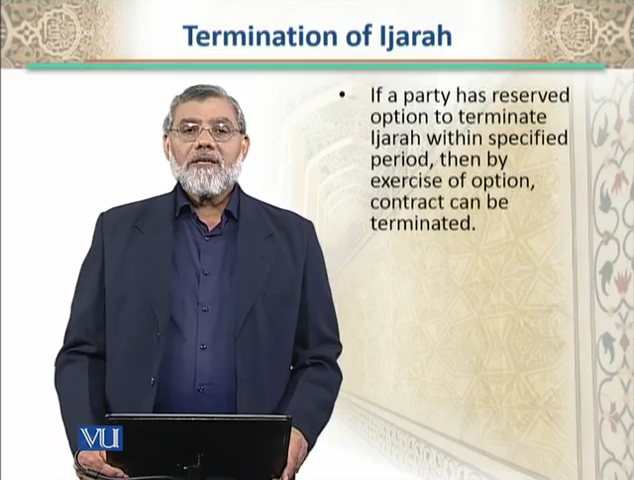 Termination of Ijarah
• If a party has reserved
option to terminate
Ijarah within specified
period, then by
exercise of option,
contract can be
terminated.
VU